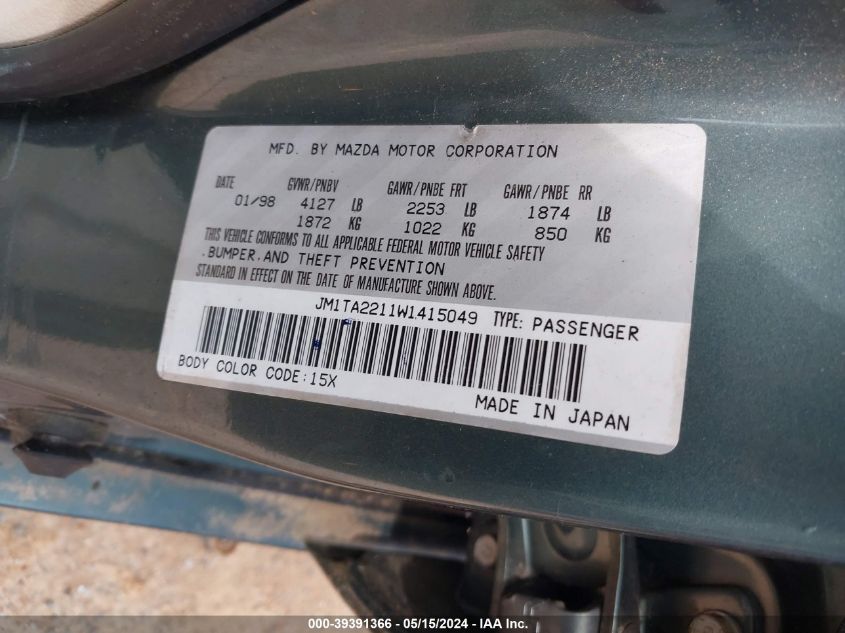 MFD. BY MAZDA MOTOR CORPORATION
DATE GVWR/PNBV GAWR/PNBE FRT GAWR/PNBE RR
01/98 4127 LB 2253 LB 1874 LB
1872 KG 1022 KG 850 KG
THIS VEHICLE CONFORMS TO ALL APPLICABLE FEDERAL MOTOR VEHICLE SAFETY
.BUMPER.AND THEFT PREVENTION
STANDARD IN EFFECT ON THE DATE OF MANUFACTURE SHOWN ABOVE.
JM1TA2211W1415049 TYPE: PASSENGER
BODY COLOR CODE:15X
MADE IN JAPAN
000-39391366 - 05/15/2024 - IAA Inc.